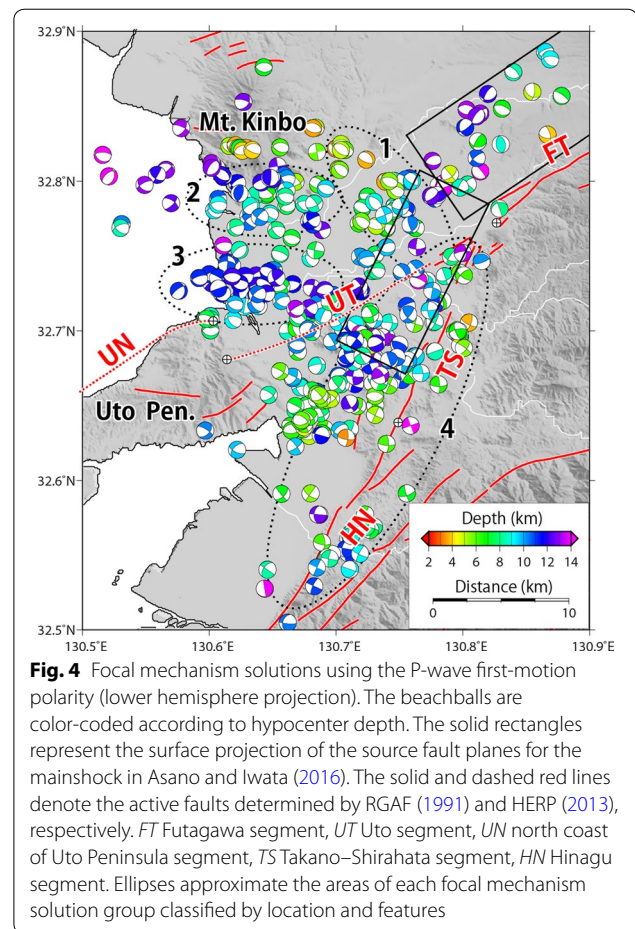 32.9°N
Mt. Kinbo
1
FT
32.8°N
2
3
UT
32.7°N
UN
TS
Uto Pen.
4
32.6°N
HN
Depth (km)
2 4 6 8 10 12 14
Distance (km)
0 10
32.5°N
130.5°E 130.6°E 130.7°E 130.8°E 130.9°E
Fig. 4 Focal mechanism solutions using the P-wave first-motion
polarity (lower hemisphere projection). The beachballs are
color-coded according to hypocenter depth. The solid rectangles
represent the surface projection of the source fault planes for the
mainshock in Asano and Iwata (2016). The solid and dashed red lines
denote the active faults determined by RGAF (1991) and HERP (2013),
respectively. FT Futagawa segment, UT Uto segment, UN north coast
of Uto Peninsula segment, TS Takano–Shirahata segment, HN Hinagu
segment. Ellipses approximate the areas of each focal mechanism
solution group classified by location and features